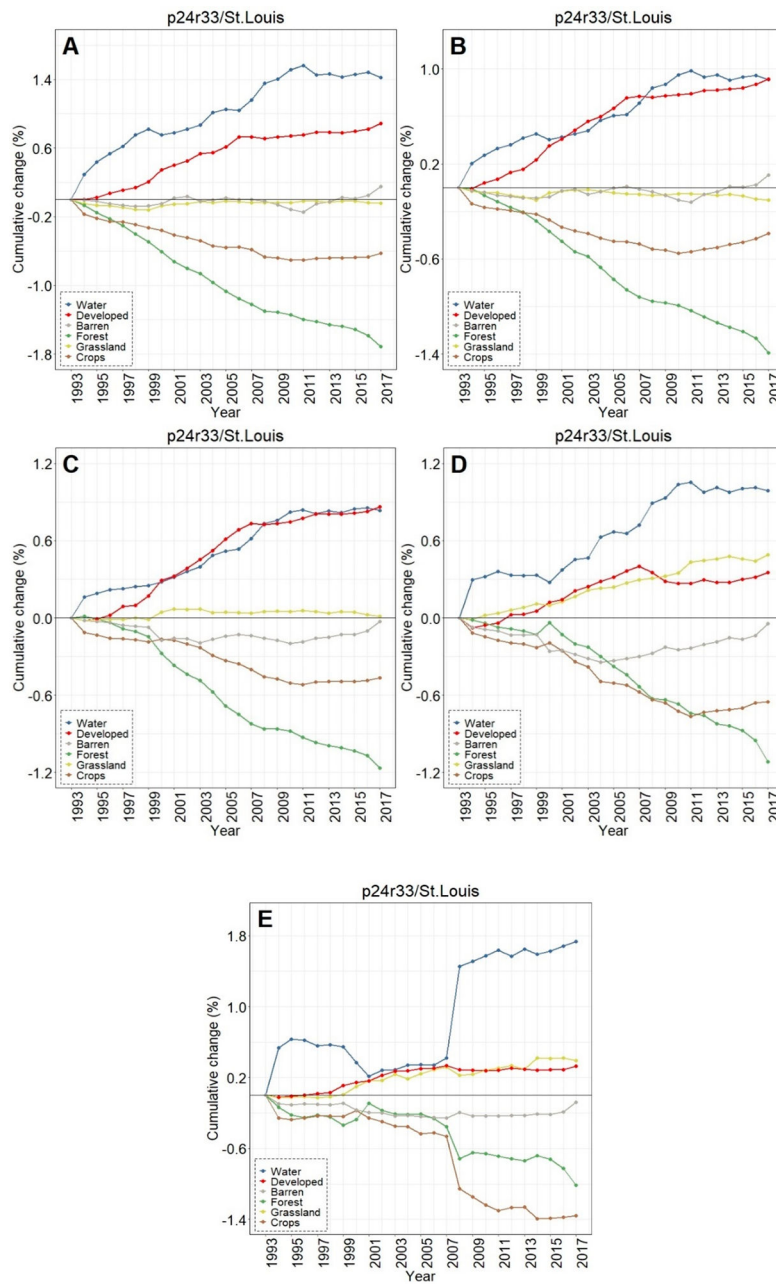 p24r33/St.Louis
A
Cumulative change (%)
1.4
0.6
-0.2
-1.0
-1.8
Water
Developed
Barren
Forest
Grassland
Crops
1993 1995 1997 1999 2001 2003 2005 2007 2009 2011 2013 2015 2017
Year
p24r33/St.Louis
B
Cumulative change (%)
1.0
0.2
-0.6
-1.4
Water
Developed
Barren
Forest
Grassland
Crops
1993 1995 1997 1999 2001 2003 2005 2007 2009 2011 2013 2015 2017
Year
p24r33/St.Louis
C
Cumulative change (%)
1.2
0.6
0.0
-0.6
-1.2
Water
Developed
Barren
Forest
Grassland
Crops
1993 1995 1997 1999 2001 2003 2005 2007 2009 2011 2013 2015 2017
Year
p24r33/St.Louis
D
Cumulative change (%)
1.2
0.6
0.0
-0.6
-1.2
Water
Developed
Barren
Forest
Grassland
Crops
1993 1995 1997 1999 2001 2003 2005 2007 2009 2011 2013 2015 2017
Year
p24r33/St.Louis
E
Cumulative change (%)
1.8
1.0
0.2
-0.6
-1.4
Water
Developed
Barren
Forest
Grassland
Crops
1993 1995 1997 1999 2001 2003 2005 2007 2009 2011 2013 2015 2017
Year